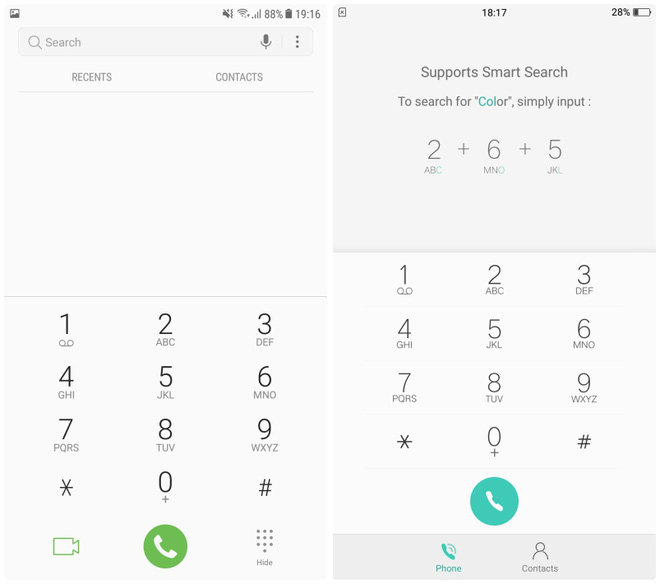 88% 19:16
Search
RECENTS CONTACTS
1 2 3
ABC DEF
4 5 6
GHI JKL MNO
7 8 9
PQRS TUV WXYZ
* 0 #
+
Hide
18:17 28%
Supports Smart Search
To search for "Color", simply input :
2 + 6 + 5
ABC MNO JKL
1 2 3
ABC DEF
4 5 6
GHI JKL MNO
7 8 9
PQRS TUV WXYZ
* 0 #
+
Phone Contacts